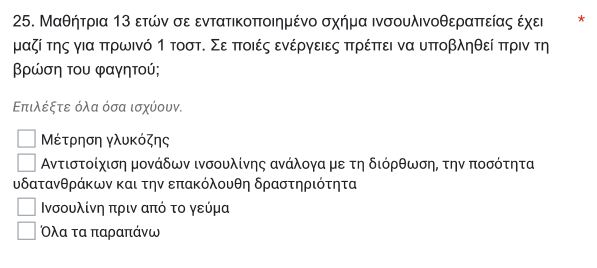 25. Μαθήτρια 13 ετών σε εντατικοποιημένο σχήμα ινσουλινοθεραπείας έχει *
μαζί της για πρωινό 1 τοστ. Σε ποιές ενέργειες πρέπει να υποβληθεί πριν τη
βρώση του φαγητού;
Επιλέξτε όλα όσα ισχύουν.
Μέτρηση γλυκόζης
Αντιστοίχιση μονάδων ινσουλίνης ανάλογα με τη διόρθωση, την ποσότητα
υδατανθράκων και την επακόλουθη δραστηριότητα
Ινσουλίνη πριν από το γεύμα
Όλα τα παραπάνω